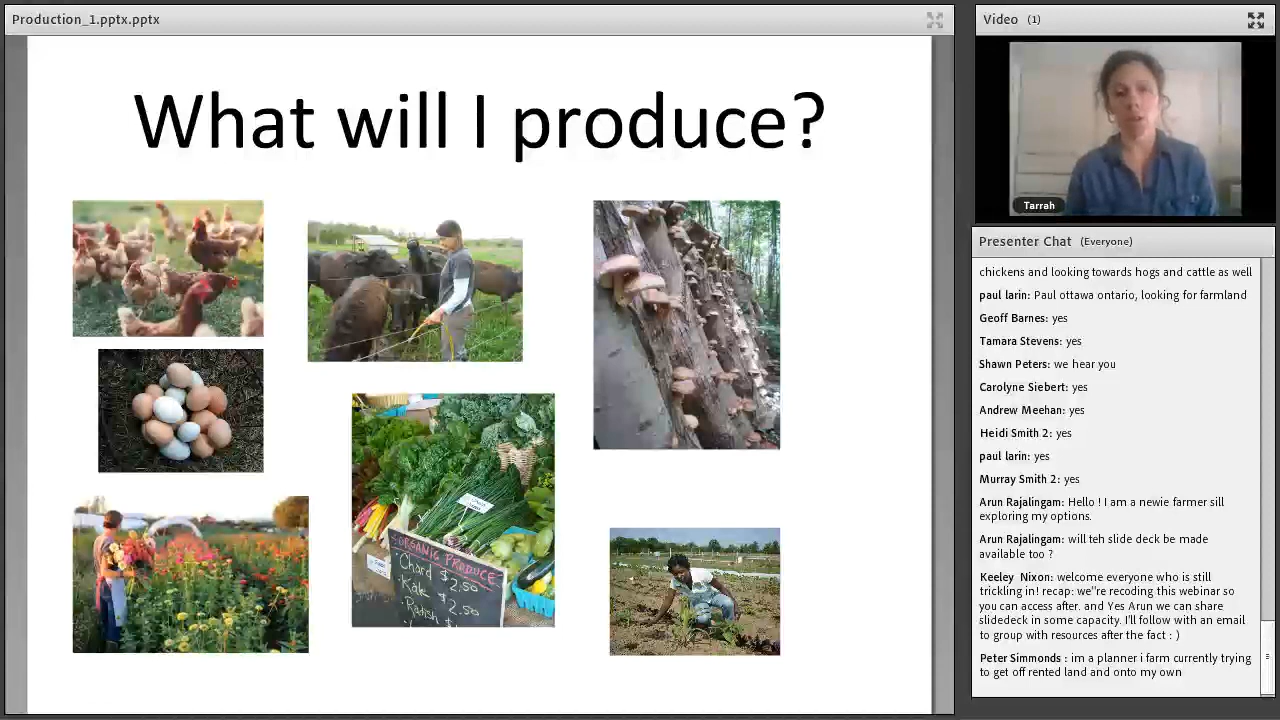 Production_1.pptx.pptx
What will I produce?
ORGANIC PRODUCE
Chard $2.50
Kale $2.50
Radish
Video (1)
Tarrah
Presenter Chat (Everyone)
chickens and looking towards hogs and cattle as well
paul larin: Paul ottawa ontario, looking for farmland
Geoff Barnes: yes
Tamara Stevens: yes
Shawn Peters: we hear you
Carolyne Siebert: yes
Andrew Meehan: yes
Heidi Smith 2: yes
paul larin: yes
Murray Smith 2: yes
Arun Rajalingam: Hello ! I am a newie farmer sill
exploring my options.
Arun Rajalingam: will teh slide deck be made
available too ?
Keeley Nixon: welcome everyone who is still
trickling in! recap: we"re recoding this webinar so
you can access after. and Yes Arun we can share
slidedeck in some capacity. I'll follow with an email
to group with resources after the fact : )
Peter Simmonds : im a planner i farm currently trying
to get off rented land and onto my own